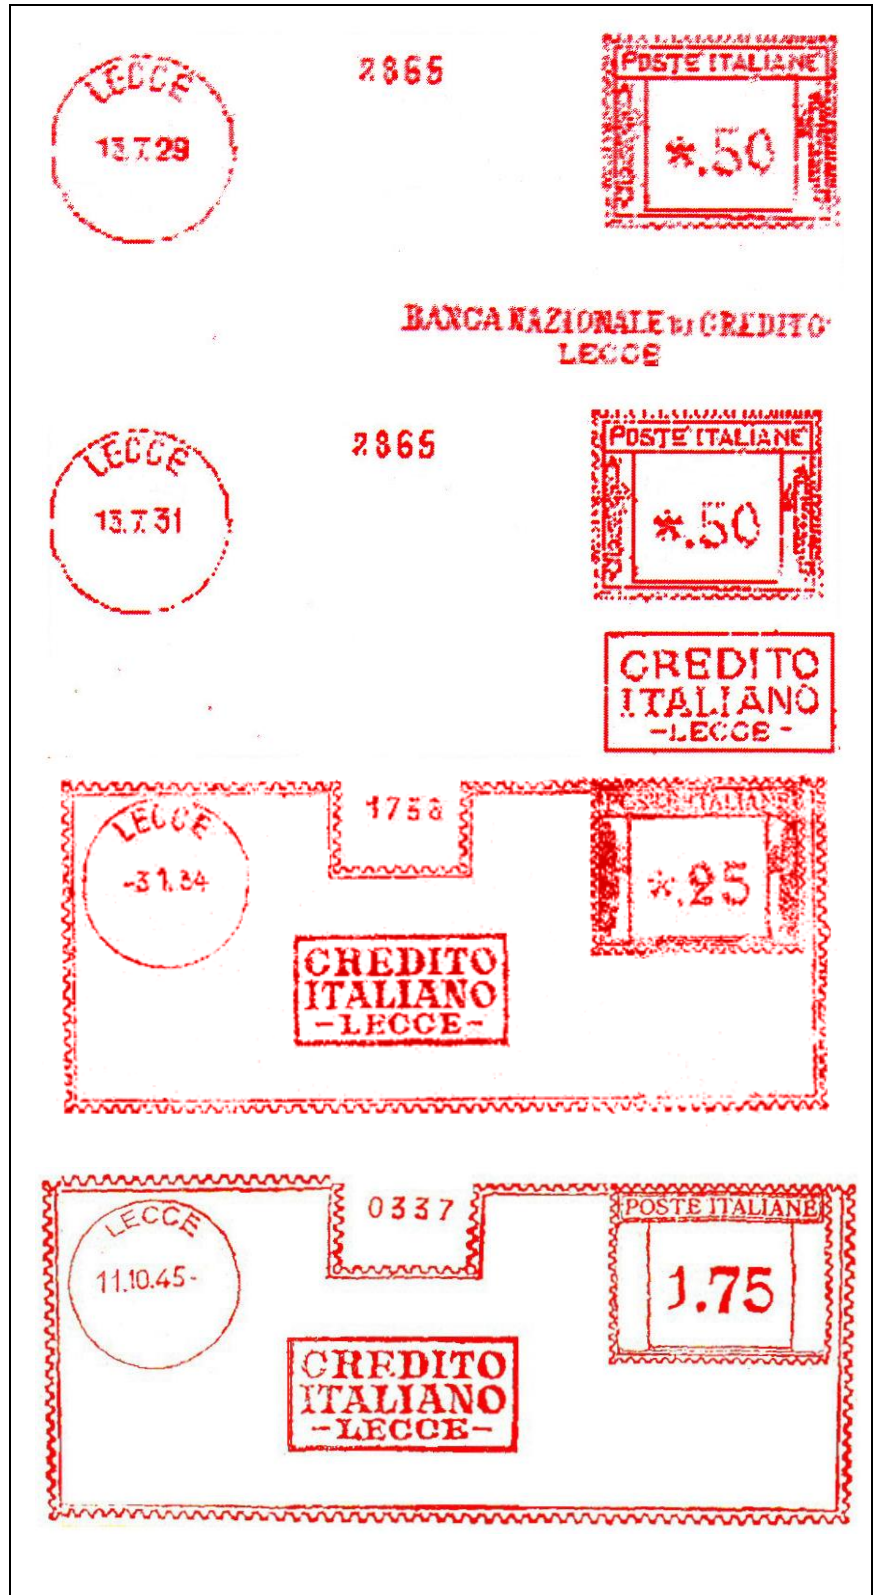 LECCE
13.7.29
2865
POSTE ITALIANE
*.50
BANCA NAZIONALE DI CREDITO
LECCE
LECCE
13.7.31
2865
POSTE ITALIANE
*.50
CREDITO
ITALIANO
-LECCE-
LECCE
-3 1.34
1758
POSTE ITALIANE
*.25
CREDITO
ITALIANO
-LECCE-
LECCE
11.10.45-
0337
POSTE ITALIANE
1.75
CREDITO
ITALIANO
-LECCE-